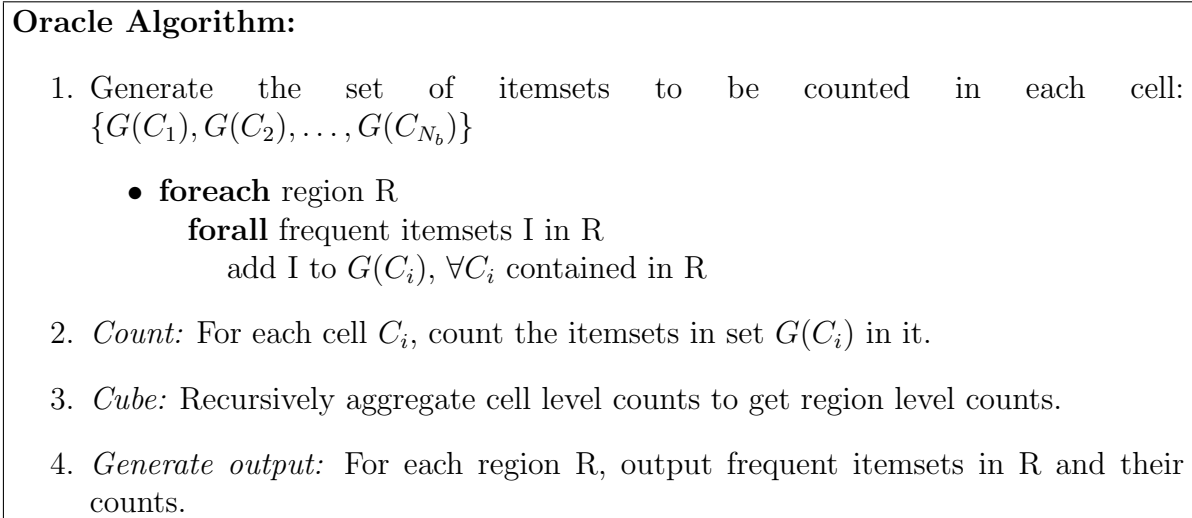 Oracle Algorithm:
1. Generate the set of itemsets to be counted in each cell:
{G(C₁), G(C₂), . . . , G(C_{N_b})}
• foreach region R
forall frequent itemsets I in R
add I to G(Cᵢ), ∀Cᵢ contained in R
2. Count: For each cell Cᵢ, count the itemsets in set G(Cᵢ) in it.
3. Cube: Recursively aggregate cell level counts to get region level counts.
4. Generate output: For each region R, output frequent itemsets in R and their
counts.